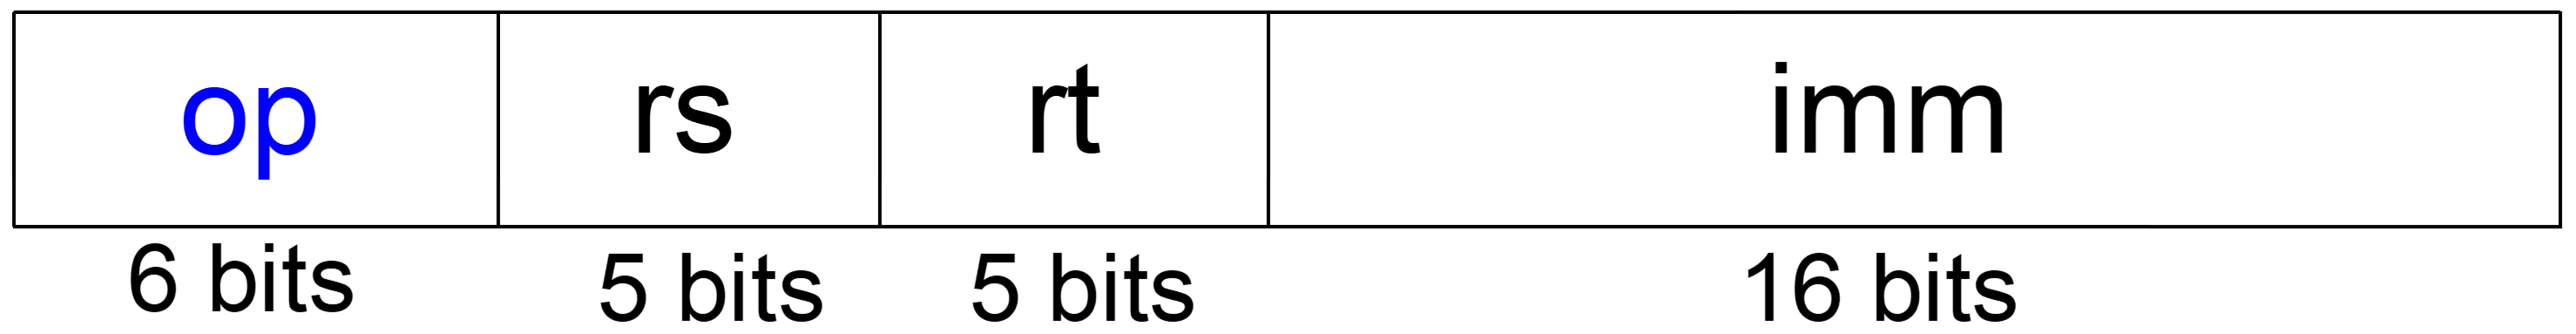 op rs rt imm
6 bits 5 bits 5 bits 16 bits